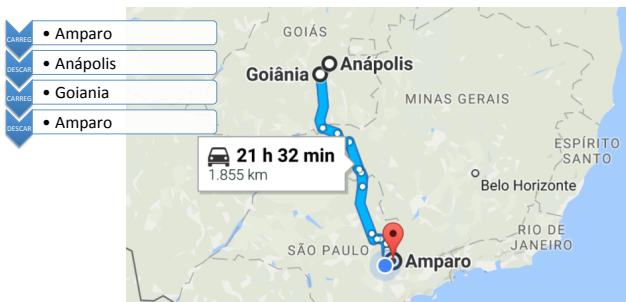 CARREG
• Amparo
DESCAR
• Anápolis
CARREG
• Goiania
DESCAR
• Amparo
GOIÁS
Anápolis
Goiânia
MINAS GERAIS
21 h 32 min
1.855 km
ESPÍRITO
SANTO
Belo Horizonte
RIO DE
JANEIRO
SÃO PAULO
Amparo